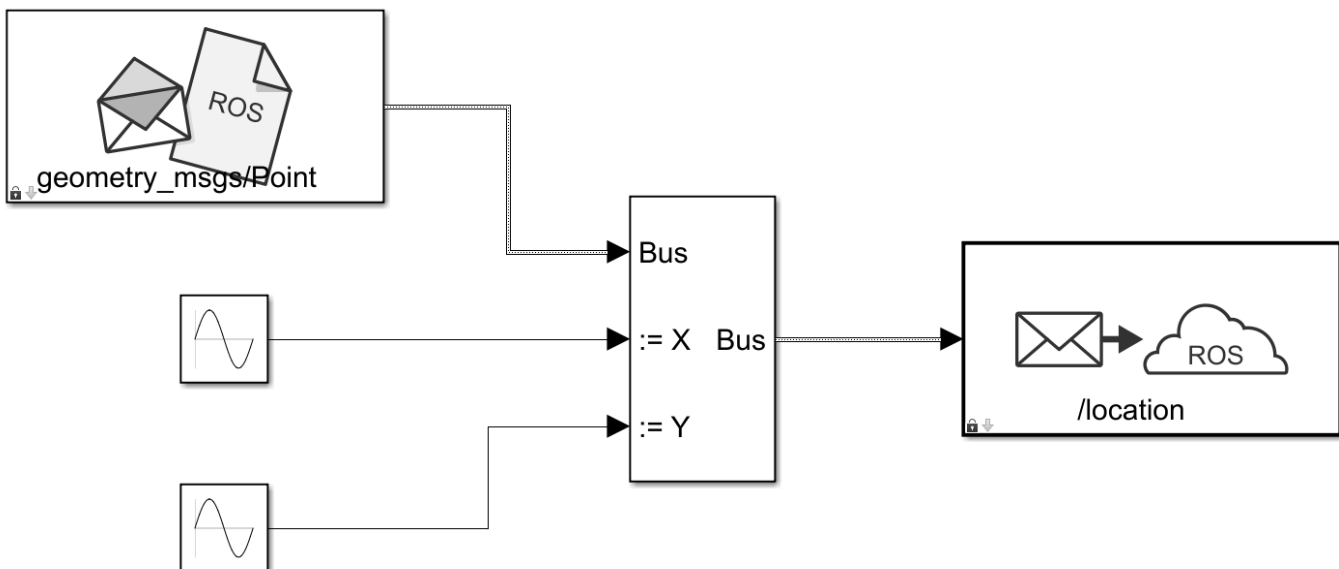 ROS
geometry_msgs/Point
Bus
:= X
Bus
:= Y
ROS
/location